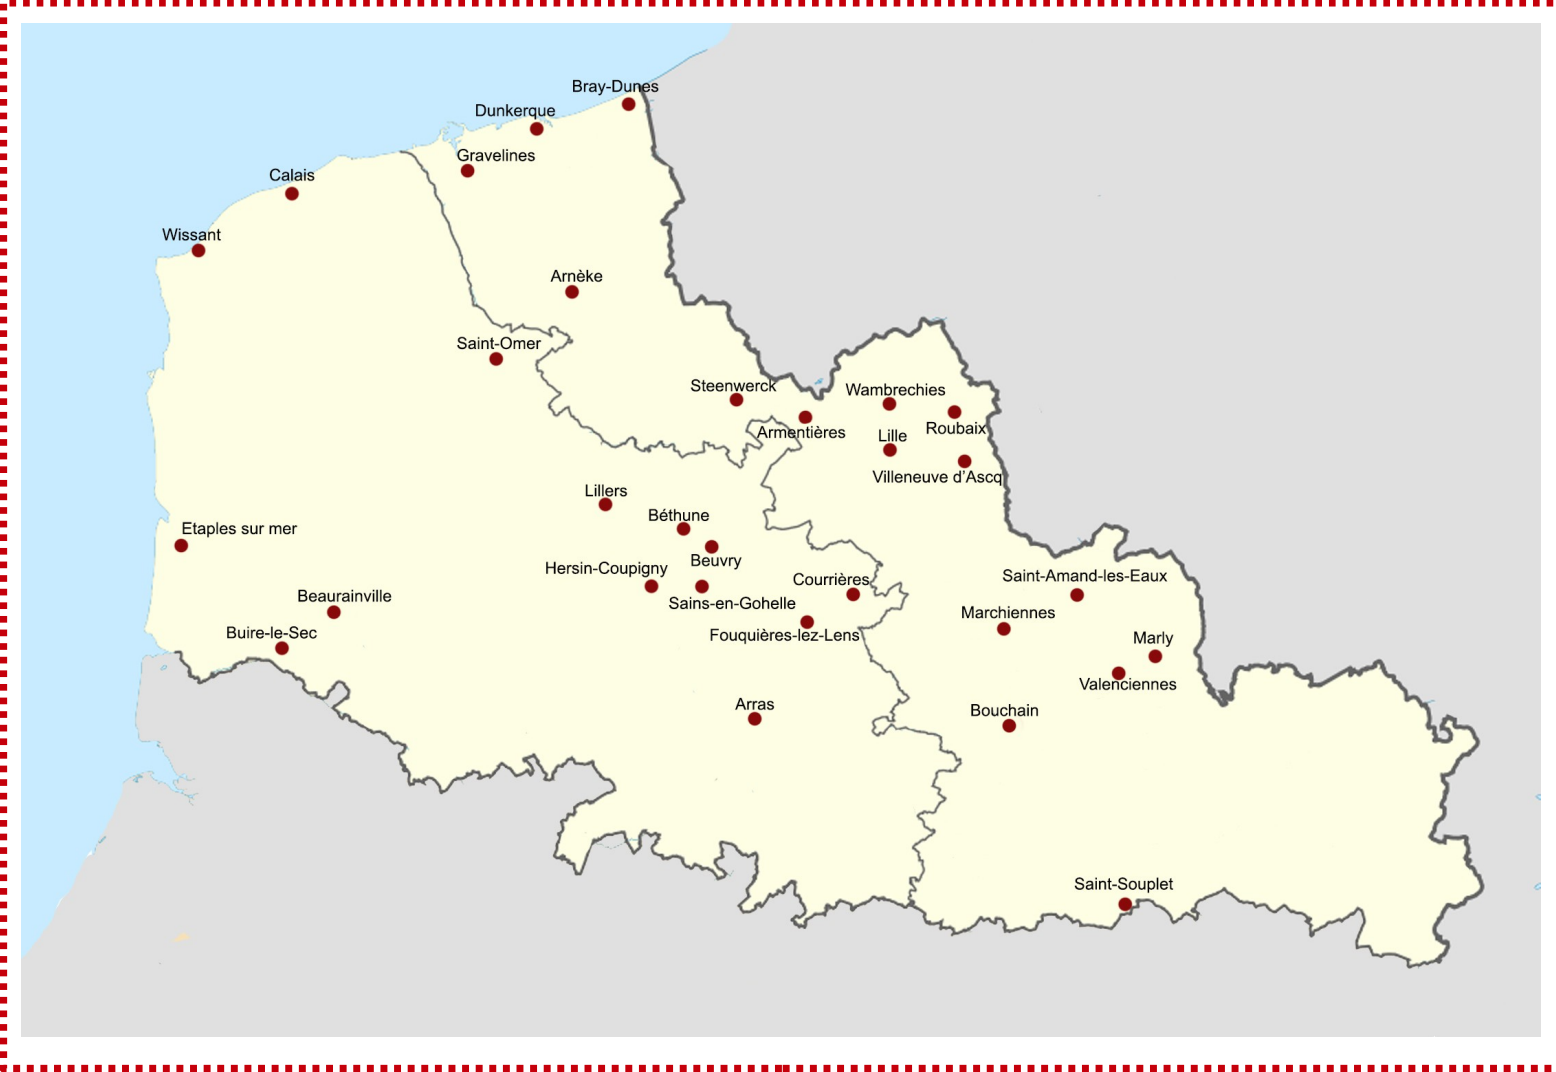 Bray-Dunes
Dunkerque
Gravelines
Calais
Wissant
Arnèke
Saint-Omer
Steenwerck
Wambrechies
Armentières
Lille
Roubaix
Villeneuve d'Ascq
Lillers
Béthune
Etaples sur mer
Beuvry
Hersin-Coupigny
Saint-Amand-les-Eaux
Courrières
Beaurainville
Sains-en-Gohelle
Marchiennes
Buire-le-Sec
Fouquières-lez-Lens
Marly
Valenciennes
Arras
Bouchain
Saint-Souplet